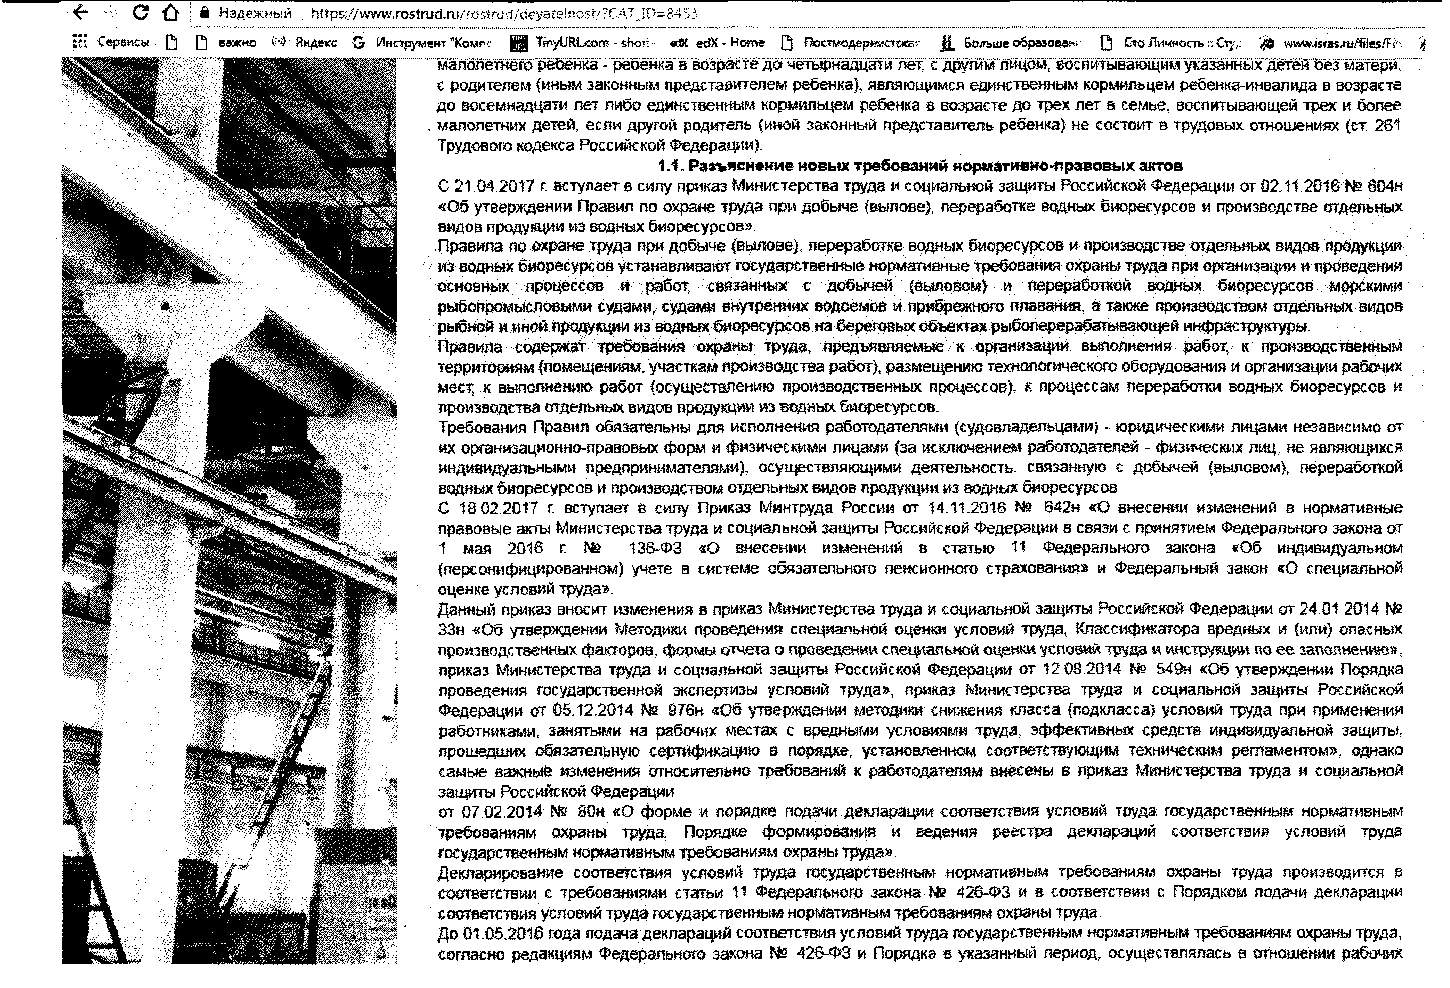 Надежный https://www.rostrud.ru/rostrud/deyatelnost/?CAT_ID=8453
Сервисы важно Яндекс Инструмент "Комп TinyURL.com - shor edX - Home Постмодернистская Больше образован Сто Личность :: Сту www.isras.ru/files/Fi
малолетнего ребенка - ребенка в возрасте до четырнадцати лет, с другим лицом, воспитывающим указанных детей без матери,
с родителем (иным законным представителем ребенка), являющимся единственным кормильцем ребенка-инвалида в возрасте
до восемнадцати лет либо единственным кормильцем ребенка в возрасте до трех лет в семье, воспитывающей трех и более
малолетних детей, если другой родитель (иной законный представитель ребенка) не состоит в трудовых отношениях (ст. 261
Трудового кодекса Российской Федерации).
1.1. Разъяснение новых требований нормативно-правовых актов
С 21.04.2017 г. вступает в силу приказ Министерства труда и социальной защиты Российской Федерации от 02.11.2016 № 604н
«Об утверждении Правил по охране труда при добыче (вылове), переработке водных биоресурсов и производстве отдельных
видов продукции из водных биоресурсов».
Правила по охране труда при добыче (вылове), переработке водных биоресурсов и производстве отдельных видов продукции
из водных биоресурсов устанавливают государственные нормативные требования охраны труда при организации и проведении
основных процессов и работ, связанных с добычей (выловом) и переработкой водных биоресурсов морскими
рыбопромысловыми судами, судами внутренних водоемов и прибрежного плавания, а также производством отдельных видов
рыбной и иной продукции из водных биоресурсов на береговых объектах рыбоперерабатывающей инфраструктуры.
Правила содержат требования охраны труда, предъявляемые к организации выполнения работ, к производственным
территориям (помещениям, участкам производства работ), размещению технологического оборудования и организации рабочих
мест, к выполнению работ (осуществлению производственных процессов), к процессам переработки водных биоресурсов и
производства отдельных видов продукции из водных биоресурсов.
Требования Правил обязательны для исполнения работодателями (судовладельцами) - юридическими лицами независимо от
их организационно-правовых форм и физическими лицами (за исключением работодателей - физических лиц, не являющихся
индивидуальными предпринимателями), осуществляющими деятельность, связанную с добычей (выловом), переработкой
водных биоресурсов и производством отдельных видов продукции из водных биоресурсов
С 18.02.2017 г. вступает в силу Приказ Минтруда России от 14.11.2016 № 642н «О внесении изменений в нормативные
правовые акты Министерства труда и социальной защиты Российской Федерации в связи с принятием Федерального закона от
1 мая 2016 г. № 136-ФЗ «О внесении изменений в статью 11 Федерального закона «Об индивидуальном
(персонифицированном) учете в системе обязательного пенсионного страхования» и Федеральный закон «О специальной
оценке условий труда».
Данный приказ вносит изменения в приказ Министерства труда и социальной защиты Российской Федерации от 24.01 2014 №
33н «Об утверждении Методики проведения специальной оценки условий труда, Классификатора вредных и (или) опасных
производственных факторов, формы отчета о проведении специальной оценки условий труда и инструкции по ее заполнению»,
приказ Министерства труда и социальной защиты Российской Федерации от 12.08.2014 № 549н «Об утверждении Порядка
проведения государственной экспертизы условий труда», приказ Министерства труда и социальной защиты Российской
Федерации от 05.12.2014 № 976н «Об утверждении методики снижения класса (подкласса) условий труда при применении
работниками, занятыми на рабочих местах с вредными условиями труда, эффективных средств индивидуальной защиты,
прошедших обязательную сертификацию в порядке, установленном соответствующим техническим регламентом», однако
самые важные изменения относительно требований к работодателям внесены в приказ Министерства труда и социальной
защиты Российской Федерации
от 07.02.2014 № 80н «О форме и порядке подачи декларации соответствия условий труда государственным нормативным
требованиям охраны труда, Порядке формирования и ведения реестра деклараций соответствия условий труда
государственным нормативным требованиям охраны труда».
Декларирование соответствия условий труда государственным нормативным требованиям охраны труда производится в
соответствии с требованиями статьи 11 Федерального закона № 426-ФЗ и в соответствии с Порядком подачи декларации
соответствия условий труда государственным нормативным требованиям охраны труда.
До 01.05.2016 года подача деклараций соответствия условий труда государственным нормативным требованиям охраны труда,
согласно редакциям Федерального закона № 426-ФЗ и Порядка в указанный период, осуществлялась в отношении рабочих